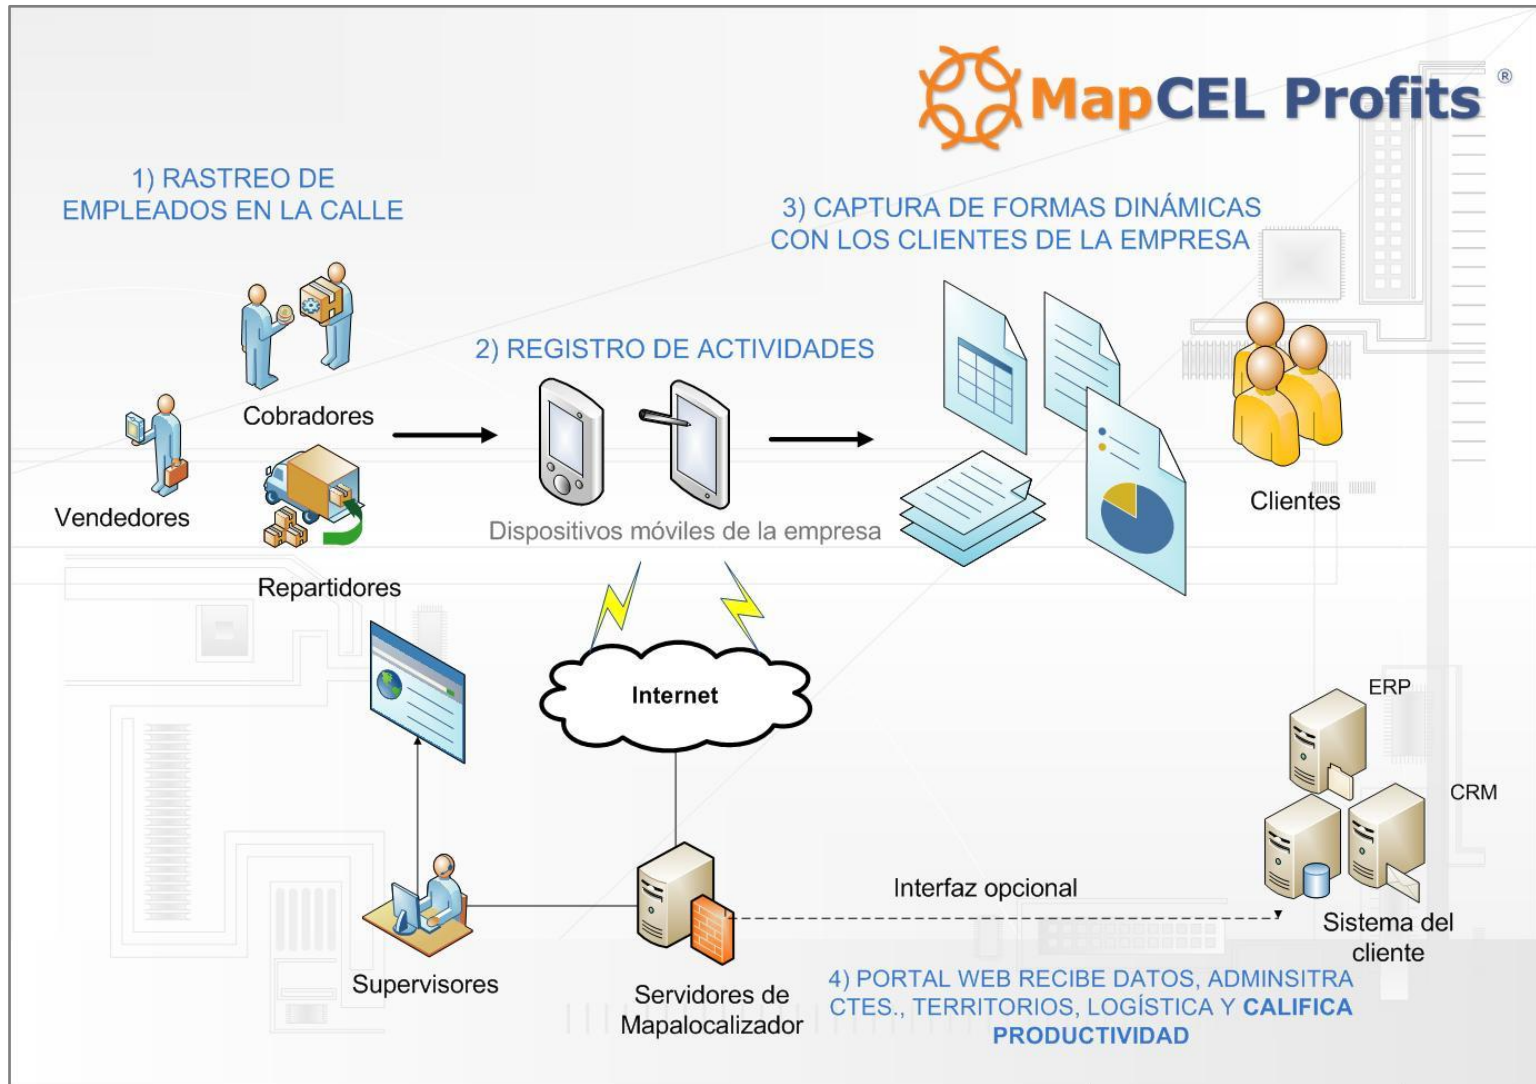 MapCEL Profits ®
1) RASTREO DE
EMPLEADOS EN LA CALLE
3) CAPTURA DE FORMAS DINÁMICAS
CON LOS CLIENTES DE LA EMPRESA
2) REGISTRO DE ACTIVIDADES
Cobradores
Vendedores
Clientes
Dispositivos móviles de la empresa
Repartidores
Internet
ERP
CRM
Interfaz opcional
Sistema del
cliente
Supervisores
Servidores de
Mapalocalizador
4) PORTAL WEB RECIBE DATOS, ADMINSITRA
CTES., TERRITORIOS, LOGÍSTICA Y CALIFICA
PRODUCTIVIDAD